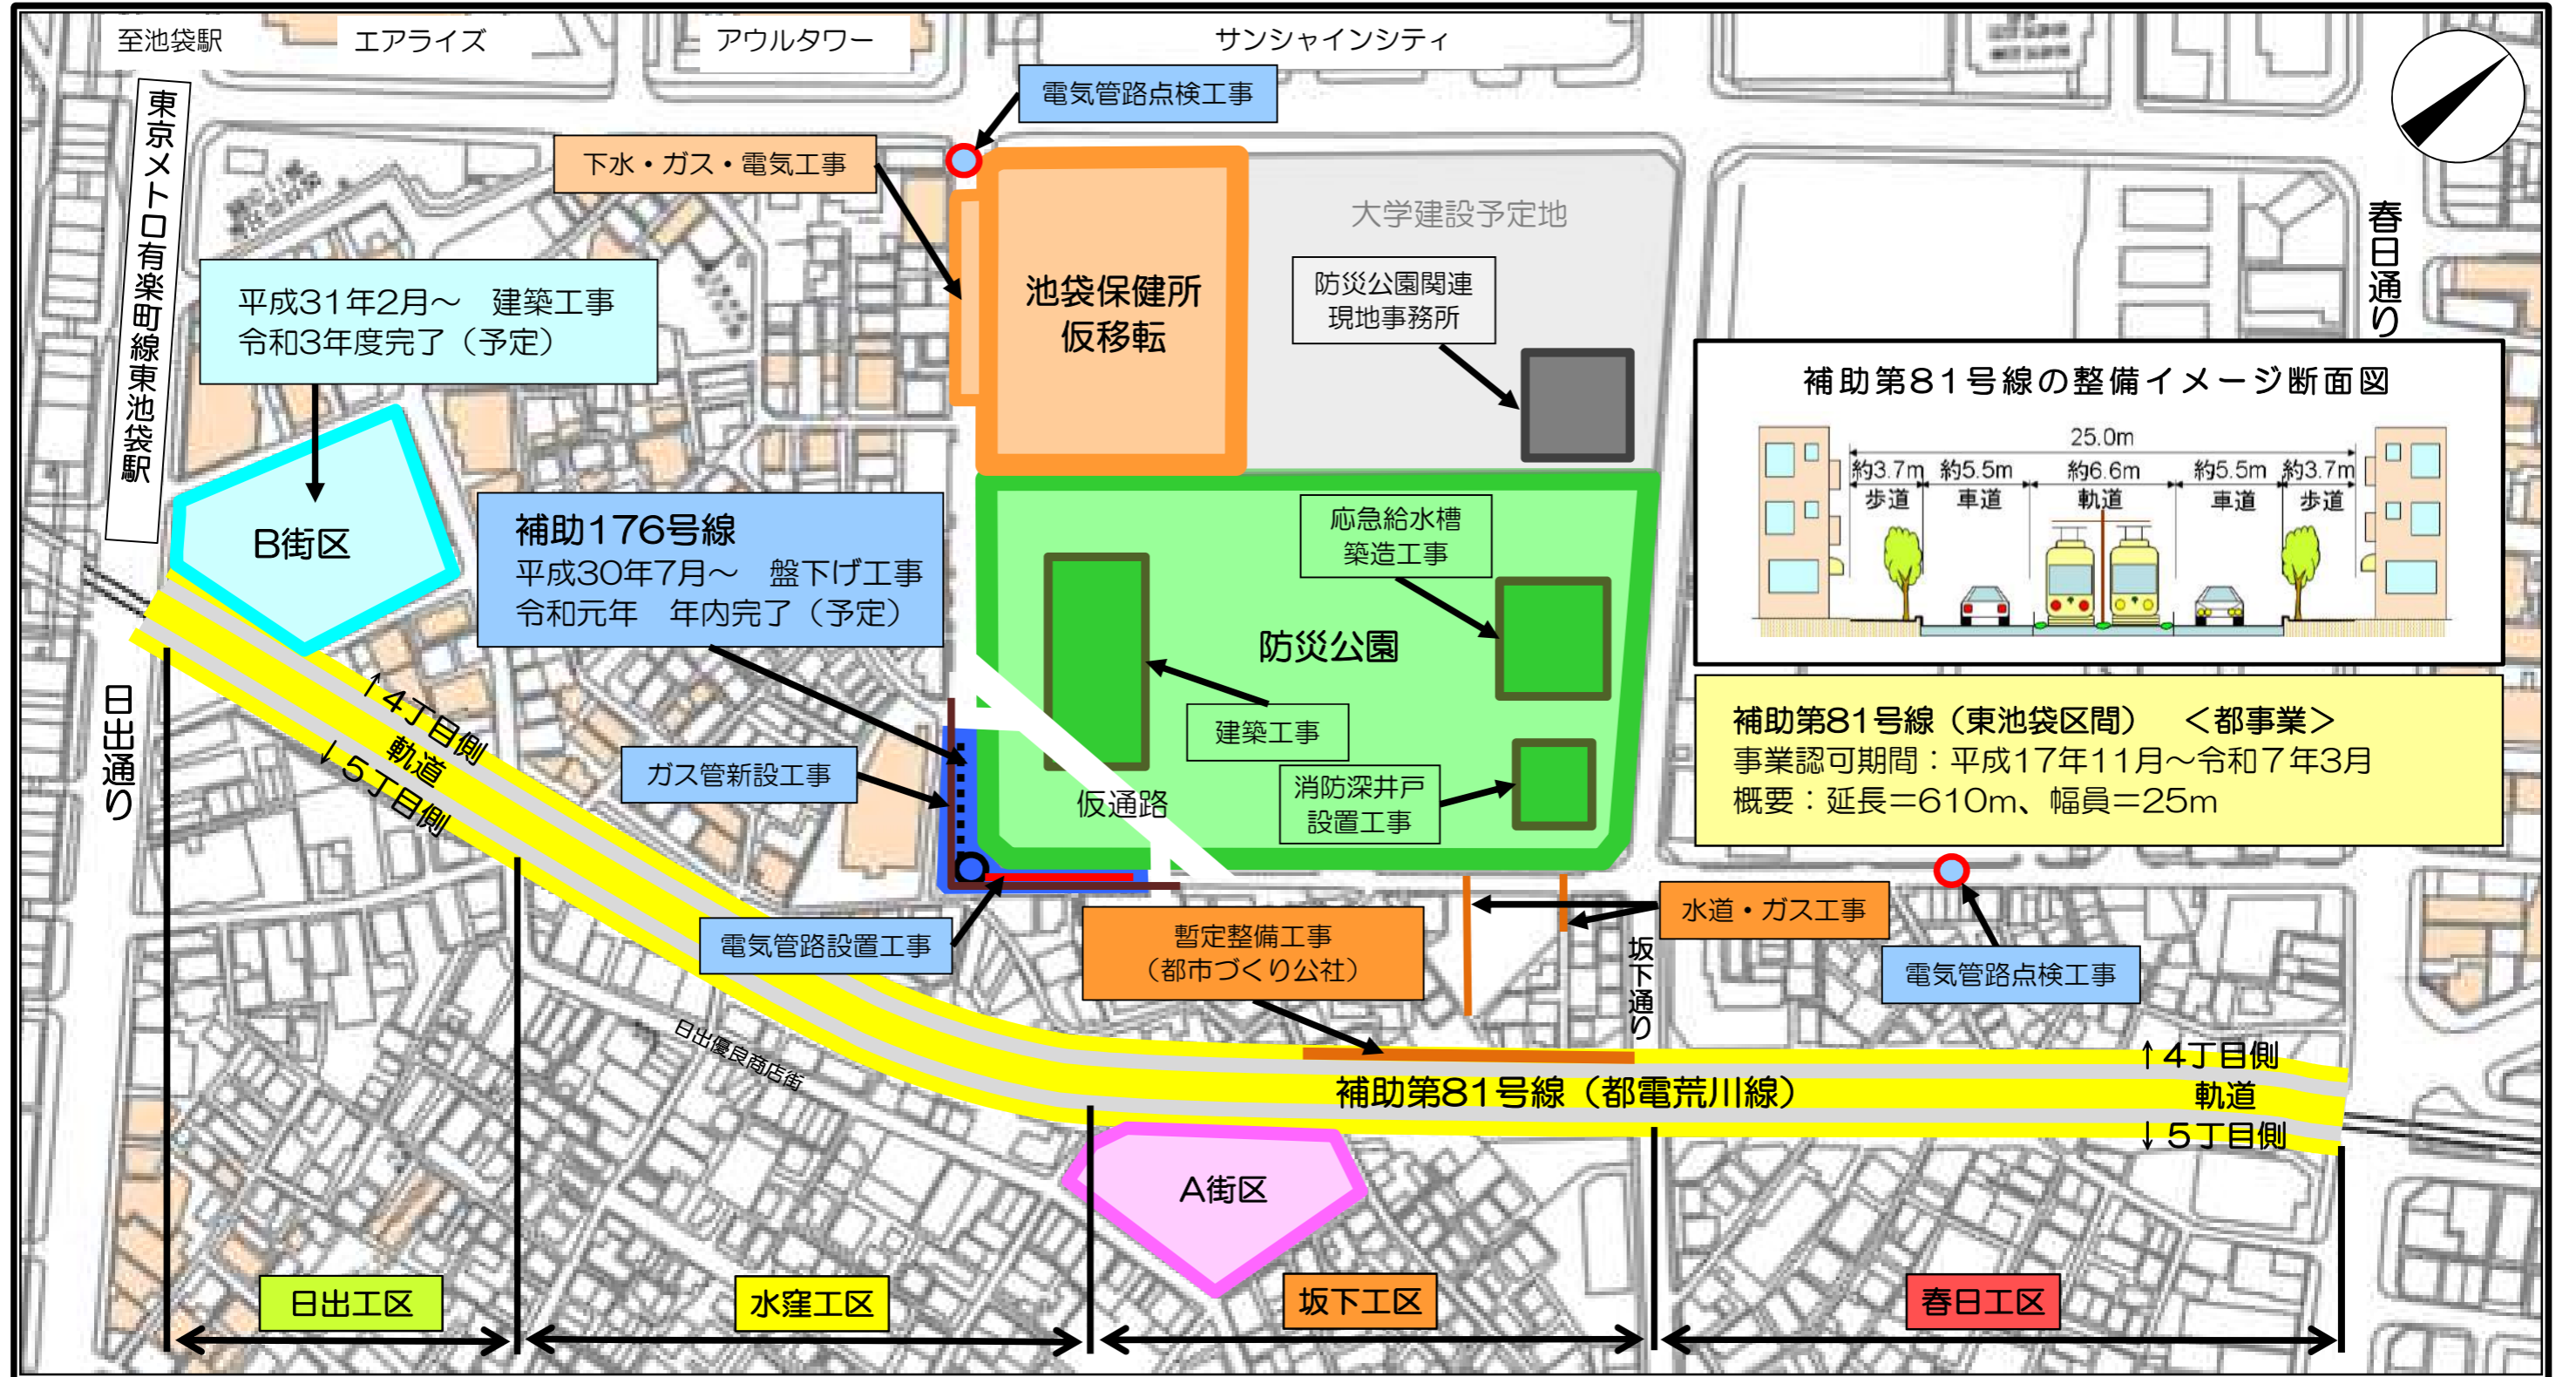 至池袋駅
エアライズ
アウルタワー
サンシャインシティ
東京メトロ有楽町線東池袋駅
電気管路点検工事
下水・ガス・電気工事
池袋保健所
仮移転
大学建設予定地
防災公園関連
現地事務所
春日通り
平成31年2月～　建築工事
令和3年度完了（予定）
B街区
補助176号線
平成30年7月～　盤下げ工事
令和元年　年内完了（予定）
応急給水槽
築造工事
防災公園
建築工事
消防深井戸
設置工事
仮通路
ガス管新設工事
電気管路設置工事
補助第81号線の整備イメージ断面図
25.0m
約3.7m 約5.5m 約6.6m 約5.5m 約3.7m
歩道 車道 軌道 車道 歩道
補助第81号線（東池袋区間）　＜都事業＞
事業認可期間：平成17年11月～令和7年3月
概要：延長＝610m、幅員＝25m
日出通り
↑4丁目側
軌道
↓5丁目側
日出優良商店街
暫定整備工事
（都市づくり公社）
水道・ガス工事
坂下通り
電気管路点検工事
補助第81号線（都電荒川線）
↑4丁目側
軌道
↓5丁目側
A街区
日出工区
水窪工区
坂下工区
春日工区